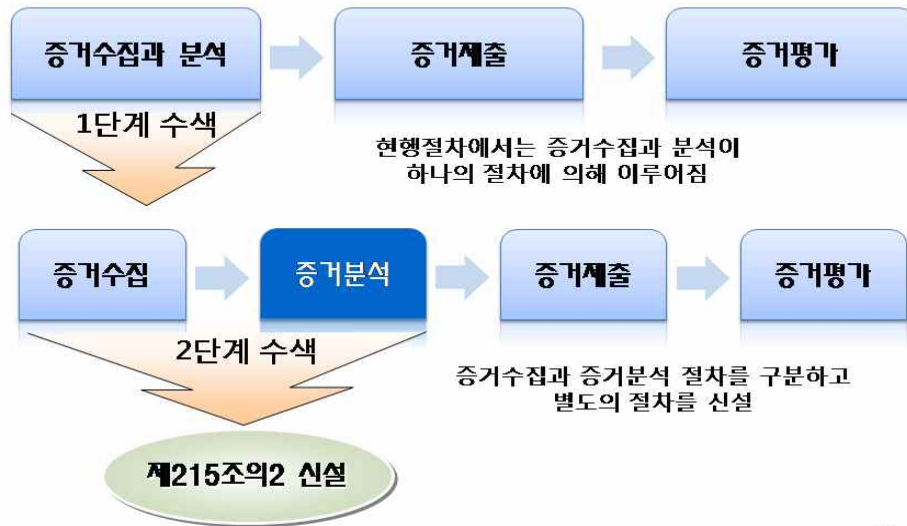 증거수집과 분석
증거제출
증거평가
1단계 수색
현행절차에서는 증거수집과 분석이
하나의 절차에 의해 이루어짐
증거수집
증거분석
증거제출
증거평가
2단계 수색
증거수집과 증거분석 절차를 구분하고
별도의 절차를 신설
제215조의2 신설